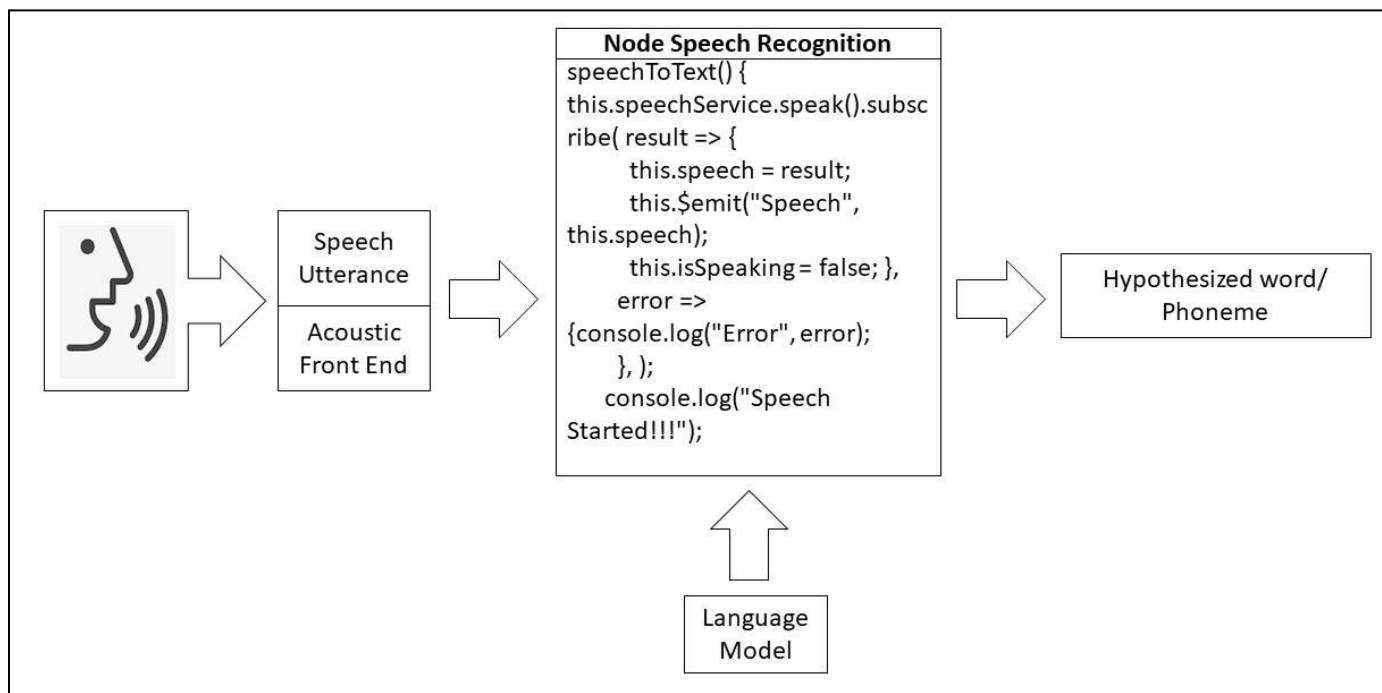 Node Speech Recognition
speechToText() {
this.speechService.speak().subsc
ribe( result => {
this.speech = result;
this.$emit("Speech",
this.speech);
this.isSpeaking = false; },
error =>
{console.log("Error", error);
}, );
console.log("Speech
Started!!!");
Speech
Utterance
Acoustic
Front End
Hypothesized word/
Phoneme
Language
Model